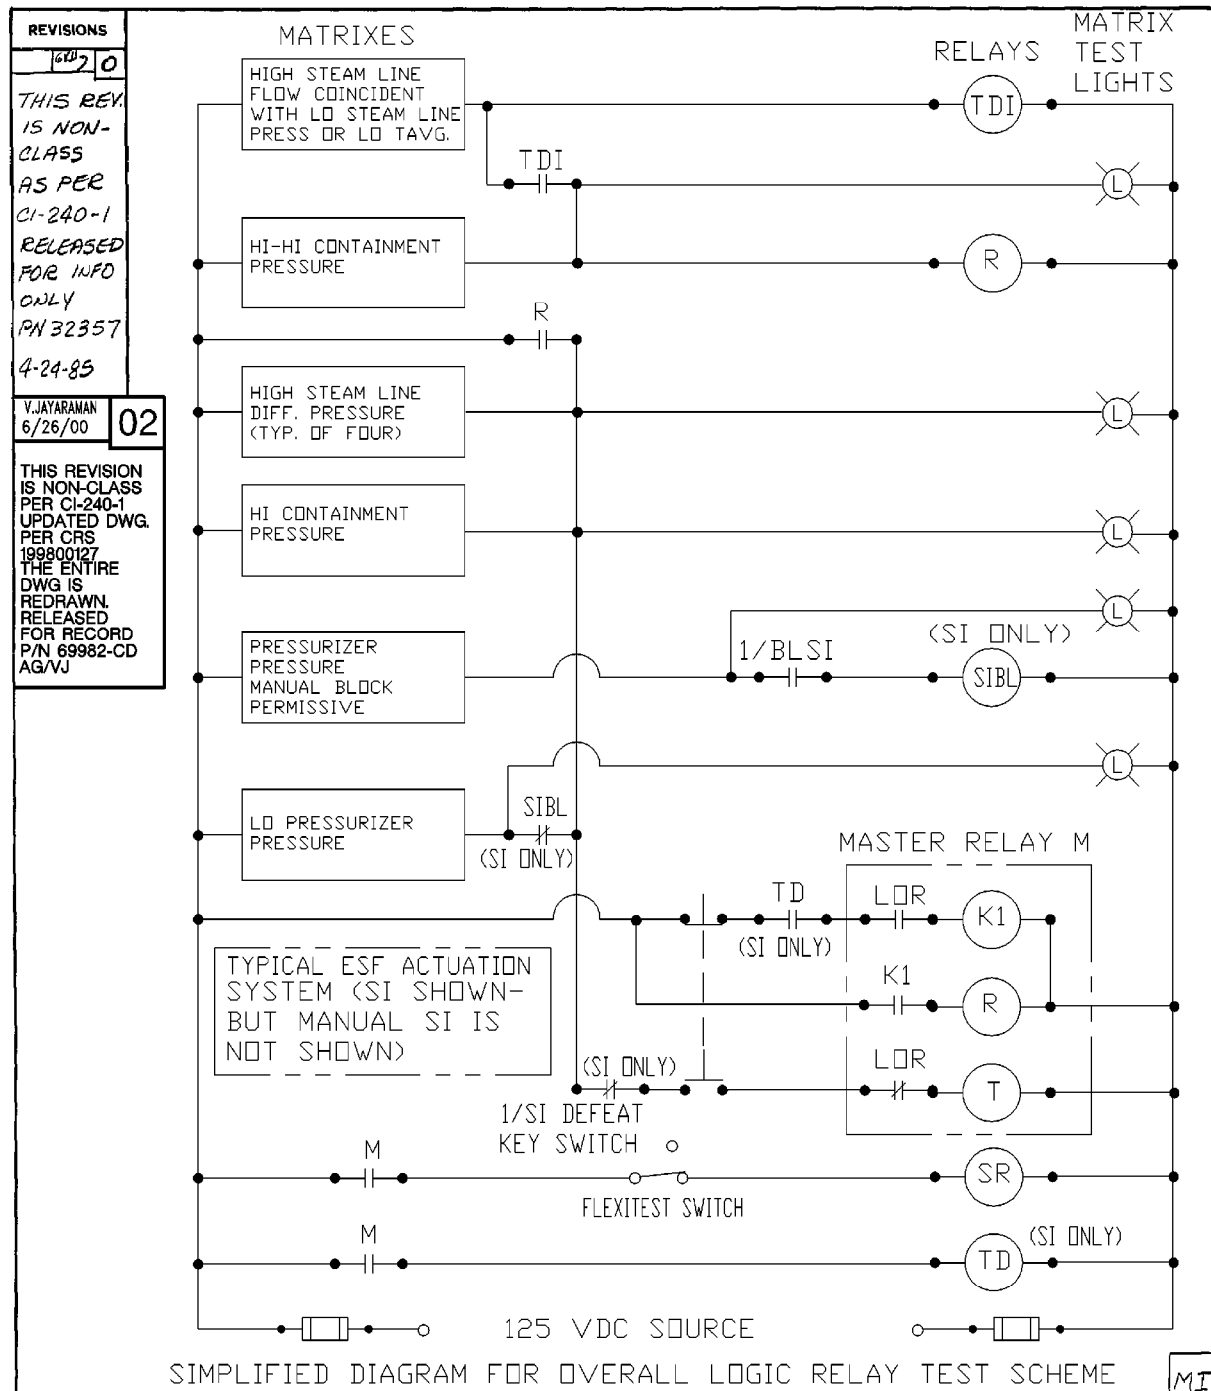 REVISIONS
0
THIS REV.
IS NON-
CLASS
AS PER
CI-240-1
RELEASED
FOR INFO
ONLY
PN 32357
4-24-85
V.JAYARAMAN
6/26/00
02
THIS REVISION
IS NON-CLASS
PER CI-240-1
UPDATED DWG.
PER CRS
199800127
THE ENTIRE
DWG IS
REDRAWN.
RELEASED
FOR RECORD
P/N 69982-CD
AG/VJ
MATRIXES
RELAYS
MATRIX
TEST
LIGHTS
HIGH STEAM LINE
FLOW COINCIDENT
WITH LO STEAM LINE
PRESS OR LO TAVG.
TDI
TDI
L
HI-HI CONTAINMENT
PRESSURE
R
R
HIGH STEAM LINE
DIFF. PRESSURE
(TYP. OF FOUR)
L
HI CONTAINMENT
PRESSURE
L
L
PRESSURIZER
PRESSURE
MANUAL BLOCK
PERMISSIVE
1/BLSI
(SI ONLY)
SIBL
L
LO PRESSURIZER
PRESSURE
SIBL
(SI ONLY)
MASTER RELAY M
TD
(SI ONLY)
LOR
K1
TYPICAL ESF ACTUATION
SYSTEM (SI SHOWN-
BUT MANUAL SI IS
NOT SHOWN)
K1
R
(SI ONLY)
1/SI DEFEAT
KEY SWITCH
LOR
T
M
FLEXITEST SWITCH
SR
M
TD
(SI ONLY)
125 VDC SOURCE
SIMPLIFIED DIAGRAM FOR OVERALL LOGIC RELAY TEST SCHEME
MI